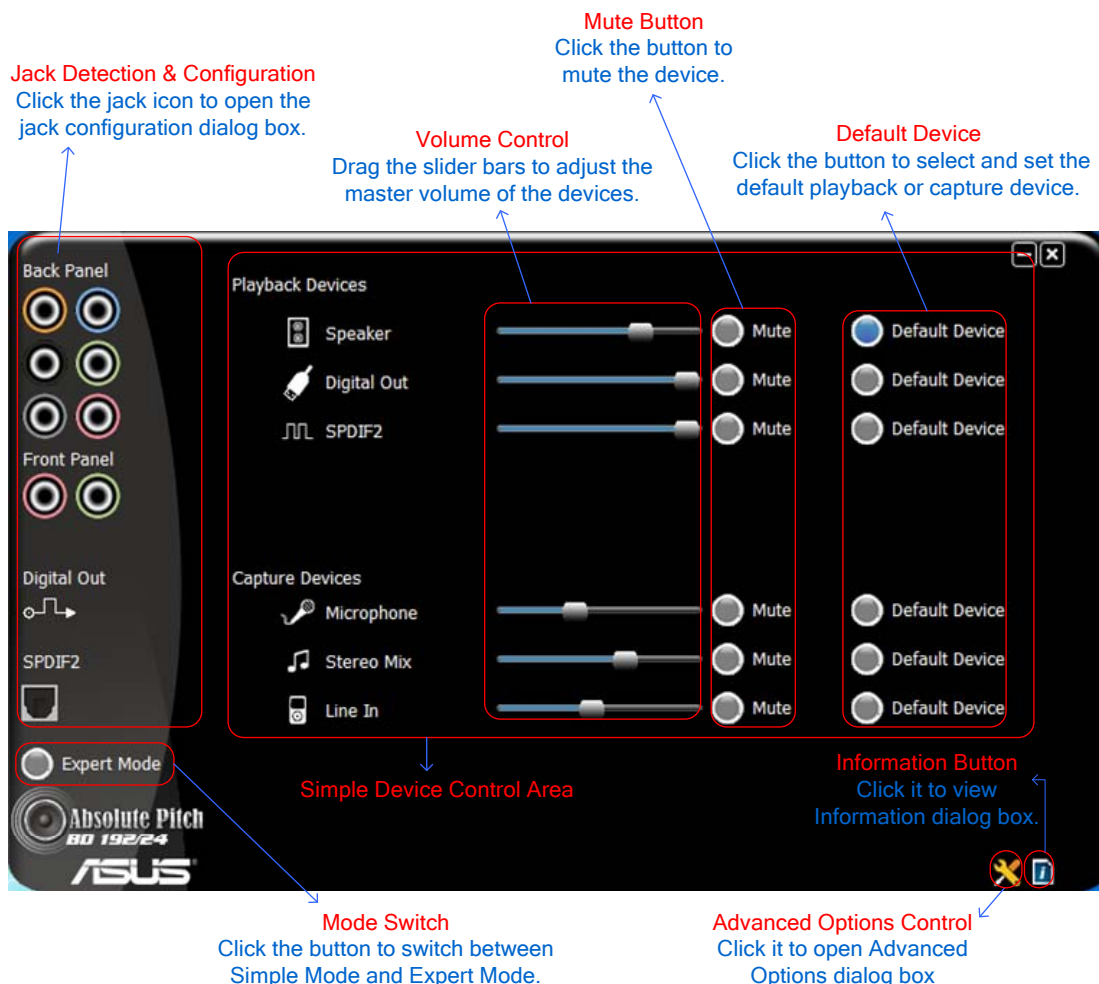 Mute Button
Click the button to
mute the device.
Jack Detection & Configuration
Click the jack icon to open the
jack configuration dialog box.
Volume Control
Drag the slider bars to adjust the
master volume of the devices.
Default Device
Click the button to select and set the
default playback or capture device.
Back Panel
Front Panel
Digital Out
SPDIF2
Expert Mode
Absolute Pitch
BD 192/24
ASUS
Playback Devices
Speaker
Mute
Default Device
Digital Out
Mute
Default Device
SPDIF2
Mute
Default Device
Capture Devices
Microphone
Mute
Default Device
Stereo Mix
Mute
Default Device
Line In
Mute
Default Device
Simple Device Control Area
Information Button
Click it to view
Information dialog box.
i
Mode Switch
Click the button to switch between
Simple Mode and Expert Mode.
Advanced Options Control
Click it to open Advanced
Options dialog box